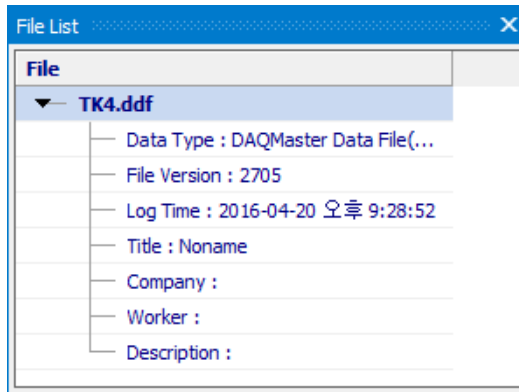 File List
File
TK4.ddf
Data Type : DAQMaster Data File(...
File Version : 2705
Log Time : 2016-04-20 오후 9:28:52
Title : Noname
Company :
Worker :
Description :